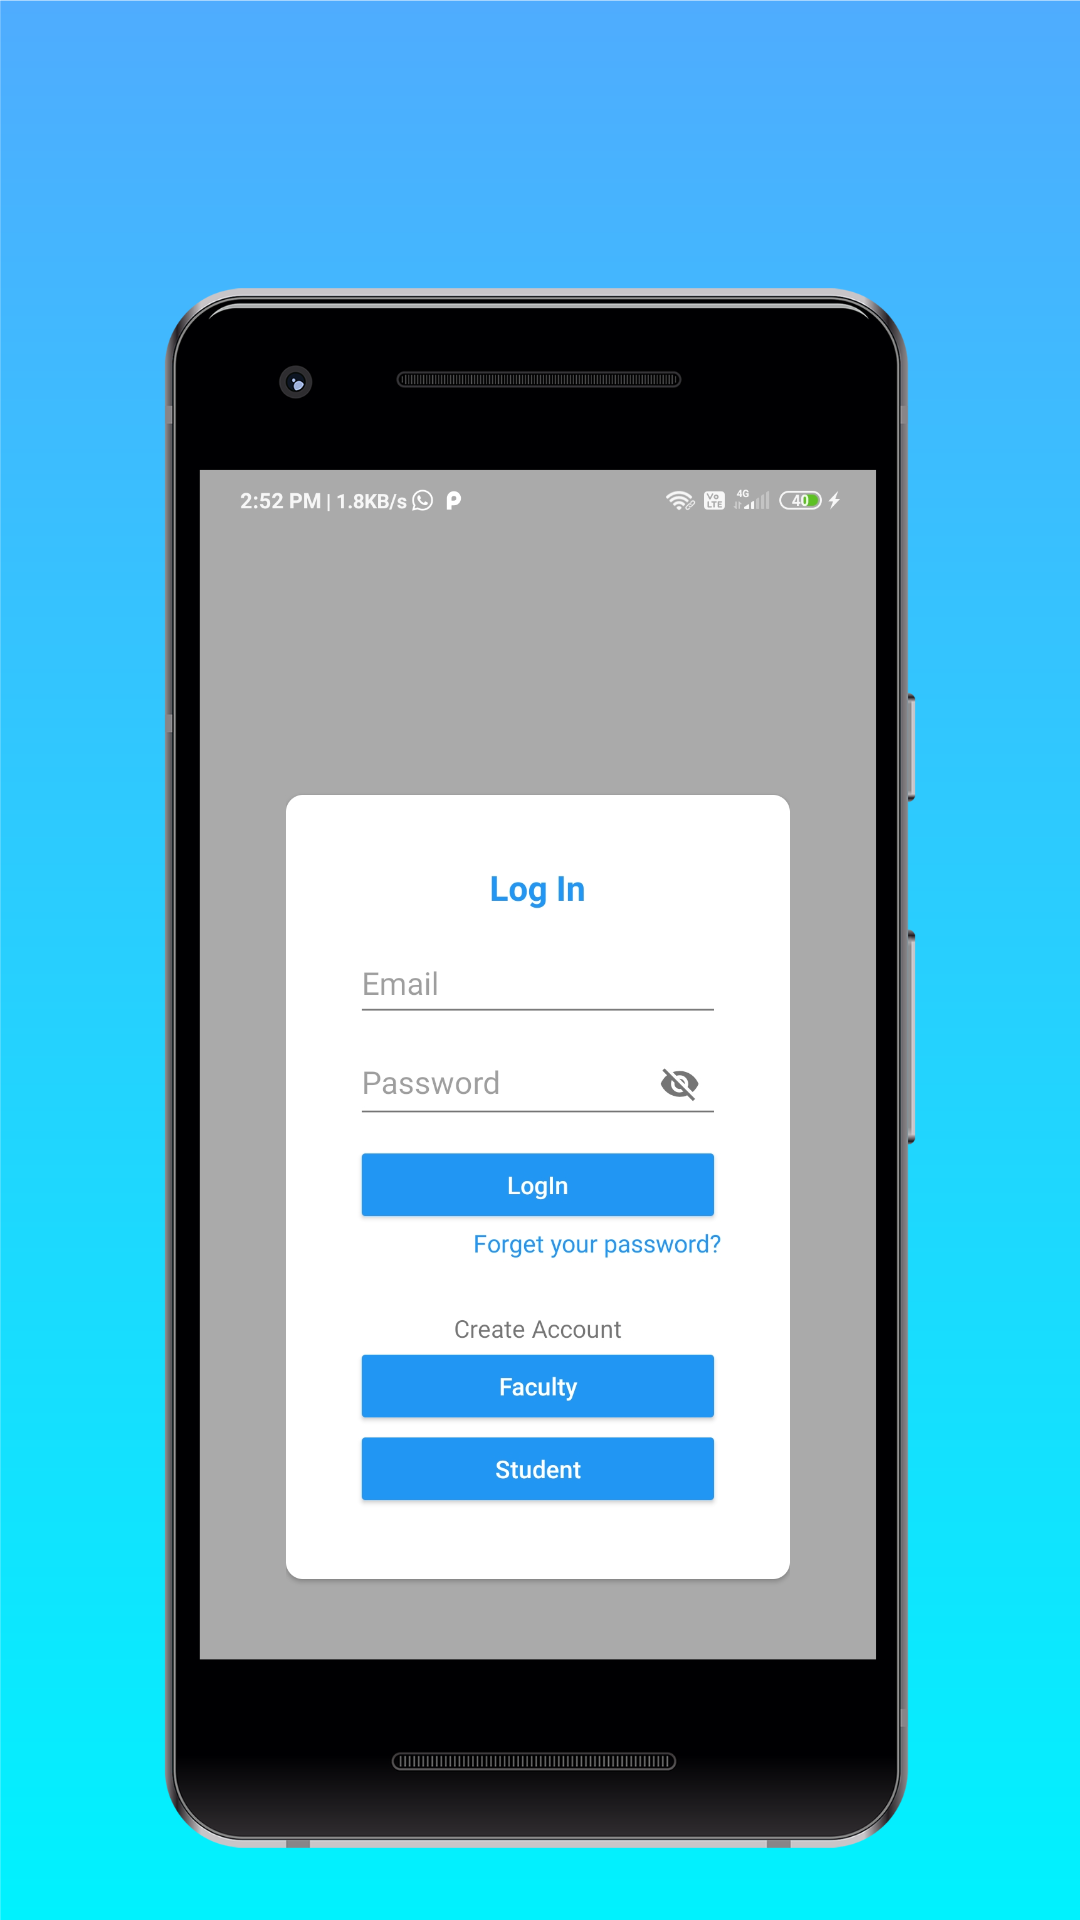 2:52 PM | 1.8KB/s
Vo LTE 4G 40
Log In
Email
Password
LogIn
Forget your password?
Create Account
Faculty
Student